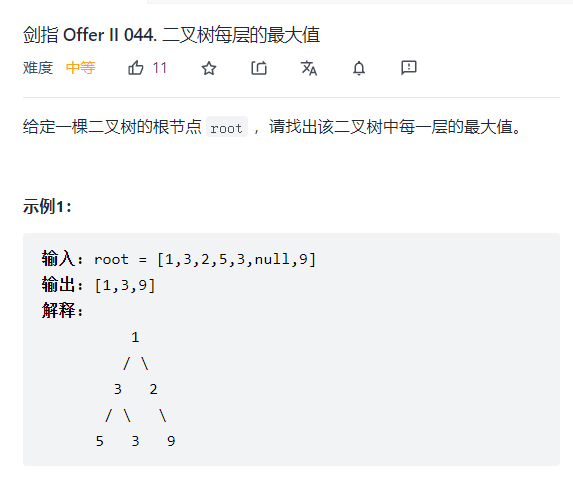 剑指 Offer II 044. 二叉树每层的最大值
难度 中等 11
给定一棵二叉树的根节点 root ，请找出该二叉树中每一层的最大值。
示例1：
输入：root = [1,3,2,5,3,null,9]
输出：[1,3,9]
解释：
1
/ \
3 2
/ \ \
5 3 9